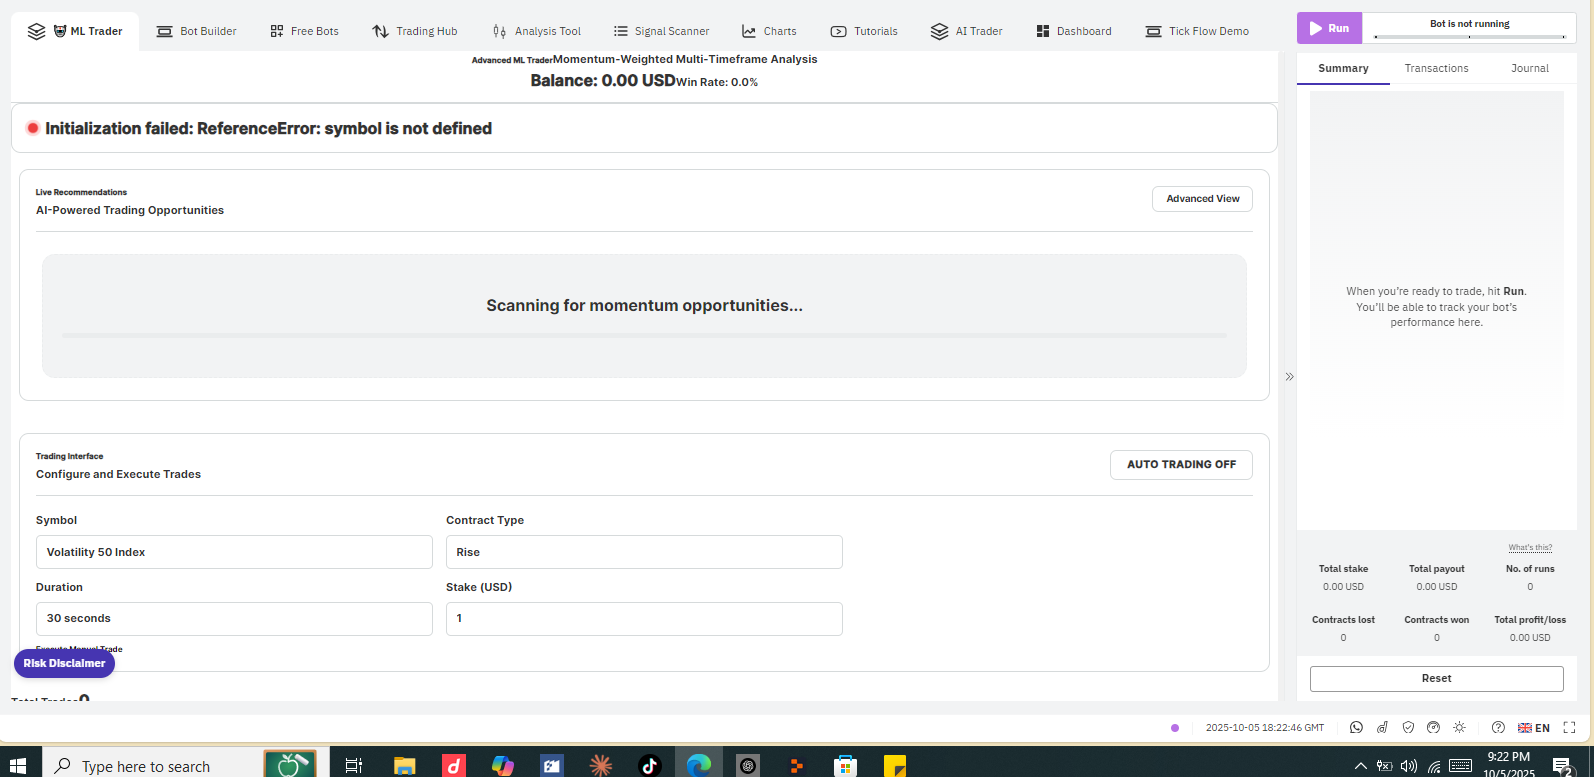 ML Trader
Bot Builder
Free Bots
Trading Hub
Analysis Tool
Signal Scanner
Charts
Tutorials
AI Trader
Dashboard
Tick Flow Demo
Run
Bot is not running
Advanced ML TraderMomentum-Weighted Multi-Timeframe Analysis
Balance: 0.00 USDWin Rate: 0.0%
Summary
Transactions
Journal
Initialization failed: ReferenceError: symbol is not defined
Live Recommendations
AI-Powered Trading Opportunities
Advanced View
Scanning for momentum opportunities...
When you're ready to trade, hit Run.
You'll be able to track your bot's
performance here.
Trading Interface
Configure and Execute Trades
AUTO TRADING OFF
Symbol
Contract Type
Volatility 50 Index
Rise
Duration
Stake (USD)
30 seconds
1
Execute Manual Trade
Risk Disclaimer
Total Trades0
What's this?
Total stake
Total payout
No. of runs
0.00 USD
0.00 USD
0
Contracts lost
Contracts won
Total profit/loss
0
0
0.00 USD
Reset
2025-10-05 18:22:46 GMT
EN
Type here to search
9:22 PM
10/5/2025
2